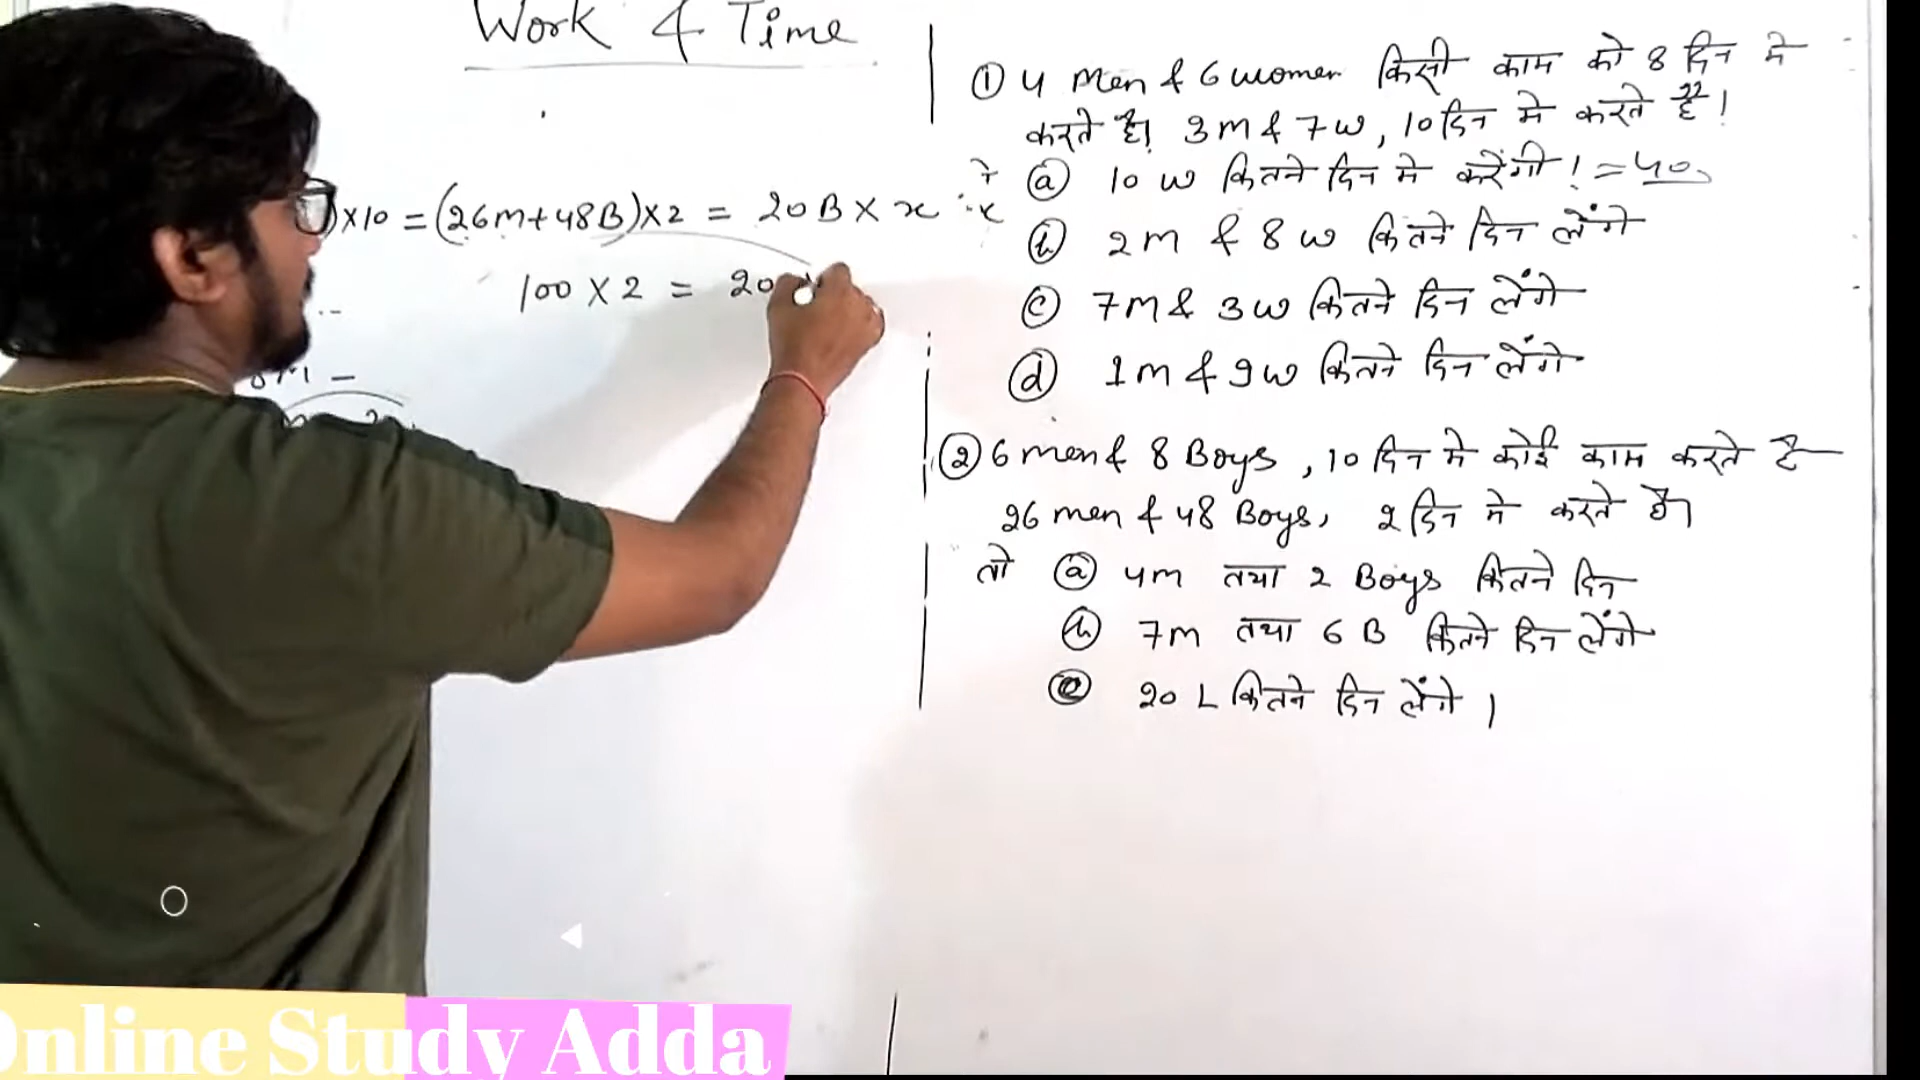 Work & Time
)×10 = (26m+48B)×2 = 20B × x
100 × 2 = 20
① 4 Men & 6 women किसी काम को 8 दिन मे
करते है। 3m & 7w, 10 दिन मे करते है।
ⓐ 10 w कितने दिन मे करेंगी! = 40
ⓑ 2m & 8w कितने दिन लेंगे
ⓒ 7m & 3w कितने दिन लेंगे
ⓓ 1m & 9w कितने दिन लेंगे
② 6 men & 8 Boys, 10 दिन मे कोई काम करते है
26 men & 48 Boys, 2 दिन मे करते है।
तो ⓐ 4m तथा 2 Boys कितने दिन
ⓑ 7m तथा 6 B कितने दिन लेंगे
ⓒ 20 L कितने दिन लेंगे।
Online Study Adda